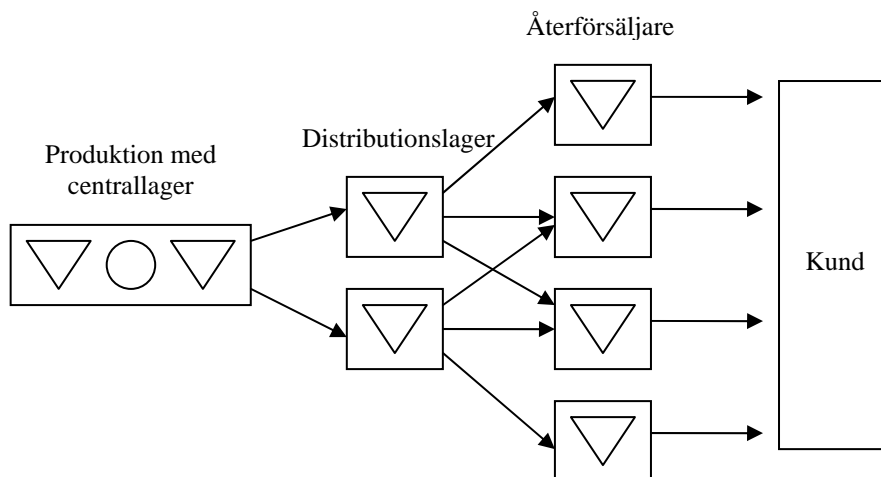 Återförsäljare
Distributionslager
Produktion med
centrallager
Kund